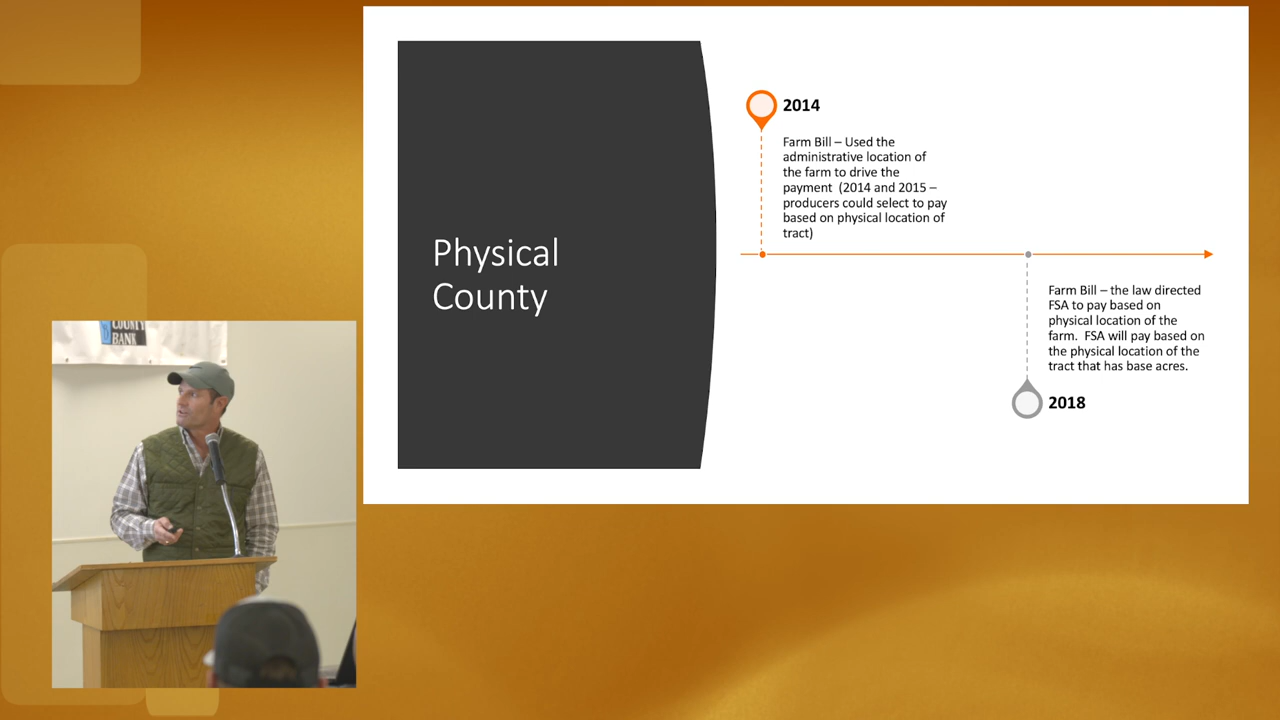 Physical
County
2014
Farm Bill – Used the
administrative location of
the farm to drive the
payment  (2014 and 2015 –
producers could select to pay
based on physical location of
tract)
Farm Bill – the law directed
FSA to pay based on
physical location of the
farm.  FSA will pay based on
the physical location of the
tract that has base acres.
2018
COUNTY
BANK